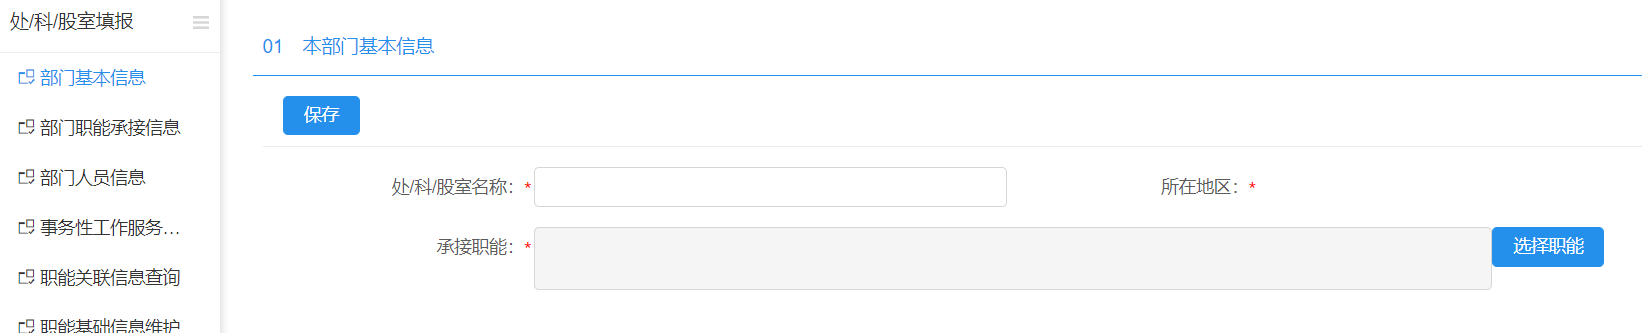 处/科/股室填报
部门基本信息
部门职能承接信息
部门人员信息
事务性工作服务…
职能关联信息查询
职能基础信息维护
01 本部门基本信息
保存
处/科/股室名称：*
所在地区：*
承接职能：*
选择职能